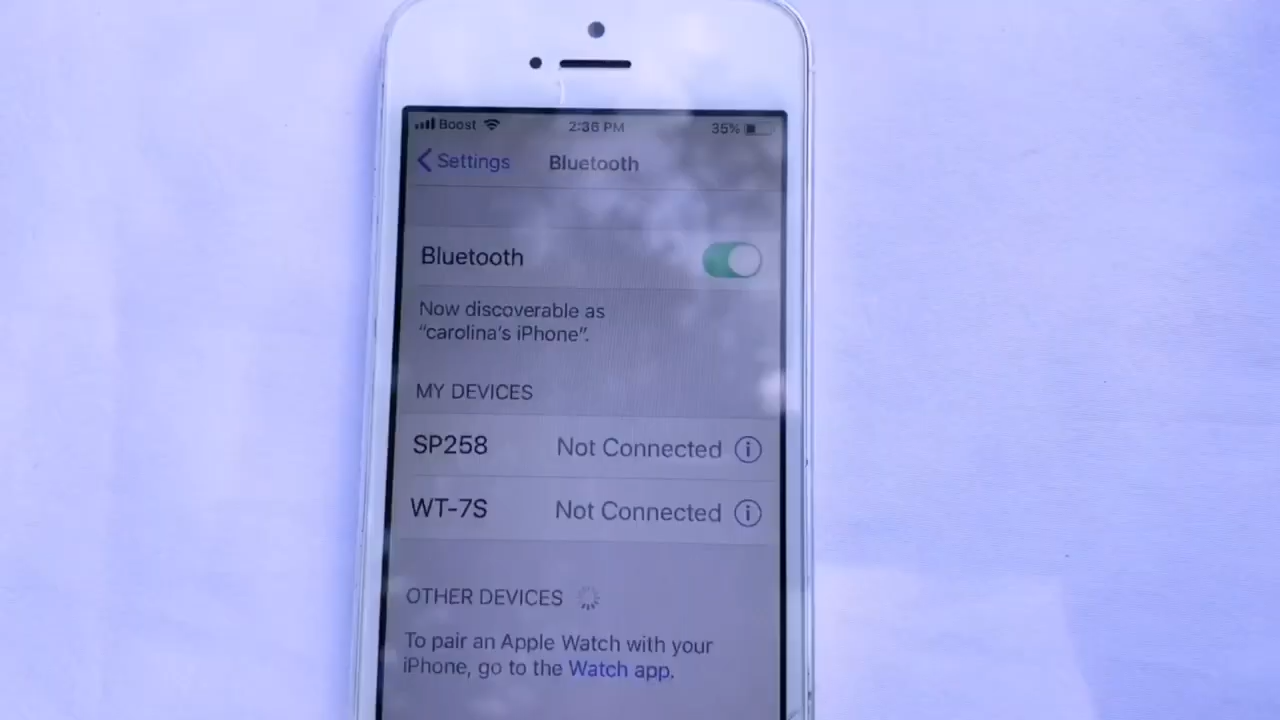 Boost 2:36 PM 35%
Settings Bluetooth
Bluetooth
Now discoverable as
“carolina's iPhone”.
MY DEVICES
SP258 Not Connected i
WT-7S Not Connected i
OTHER DEVICES
To pair an Apple Watch with your
iPhone, go to the Watch app.